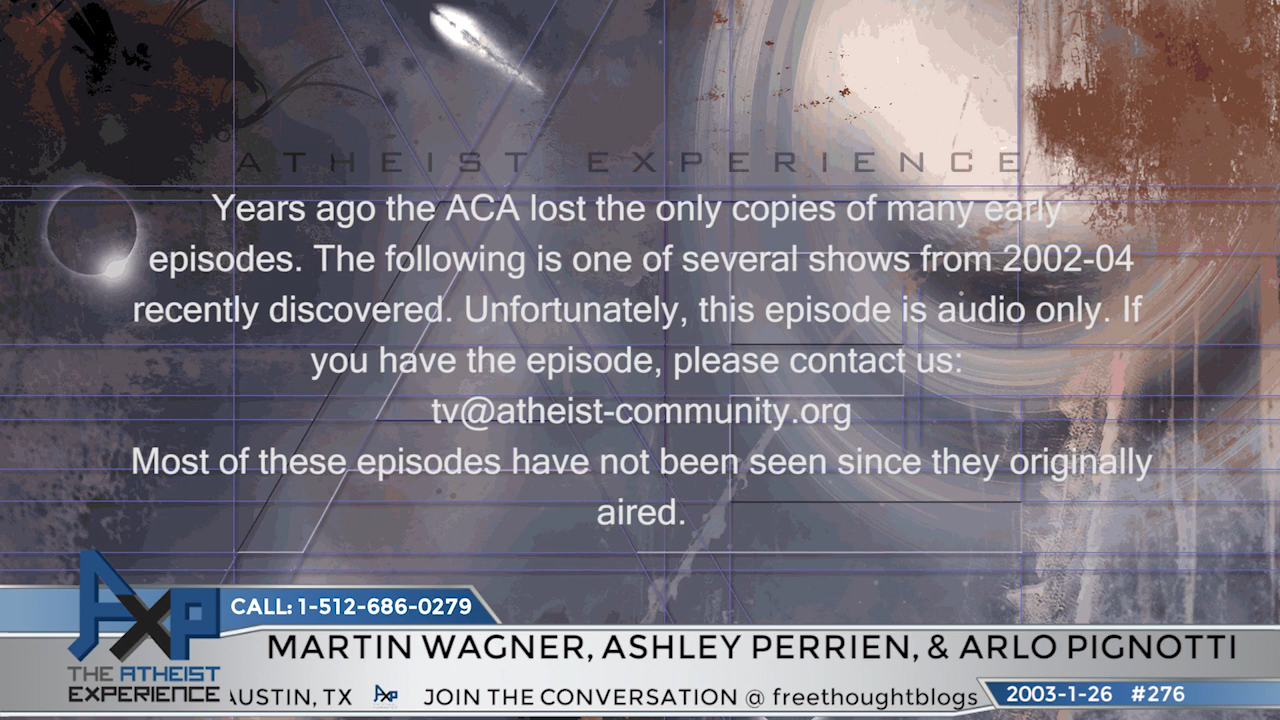 ATHEIST EXPERIENCE
Years ago the ACA lost the only copies of many early
episodes. The following is one of several shows from 2002-04
recently discovered. Unfortunately, this episode is audio only. If
you have the episode, please contact us:
tv@atheist-community.org
Most of these episodes have not been seen since they originally
aired.
AXP
CALL: 1-512-686-0279
MARTIN WAGNER, ASHLEY PERRIEN, & ARLO PIGNOTTI
THE ATHEIST
EXPERIENCE
AUSTIN, TX AXP JOIN THE CONVERSATION @ freethoughtblogs
2003-1-26 #276